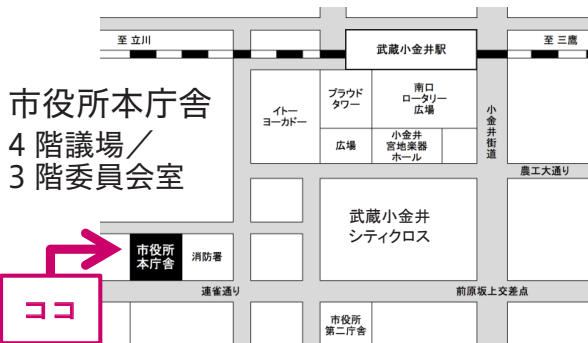 至 立川
武蔵小金井駅
至 三鷹
市役所本庁舎
4 階議場／
3 階委員会室
イトー
ヨーカドー
プラウド
タワー
南口
ロータリー
広場
広場
小金井
宮地楽器
ホール
小金井街道
農工大通り
武蔵小金井
シティクロス
市役所
本庁舎
消防署
ココ
連雀通り
前原坂上交差点
市役所
第二庁舎